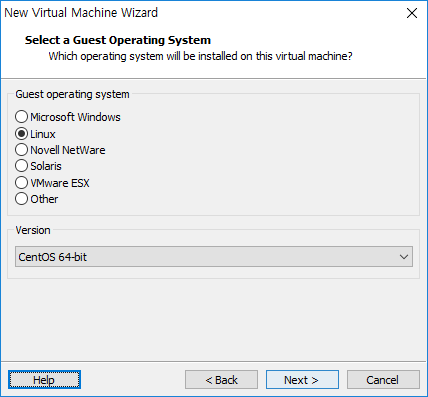 New Virtual Machine Wizard
Select a Guest Operating System
Which operating system will be installed on this virtual machine?
Guest operating system
Microsoft Windows
Linux
Novell NetWare
Solaris
VMware ESX
Other
Version
CentOS 64-bit
Help
< Back
Next >
Cancel